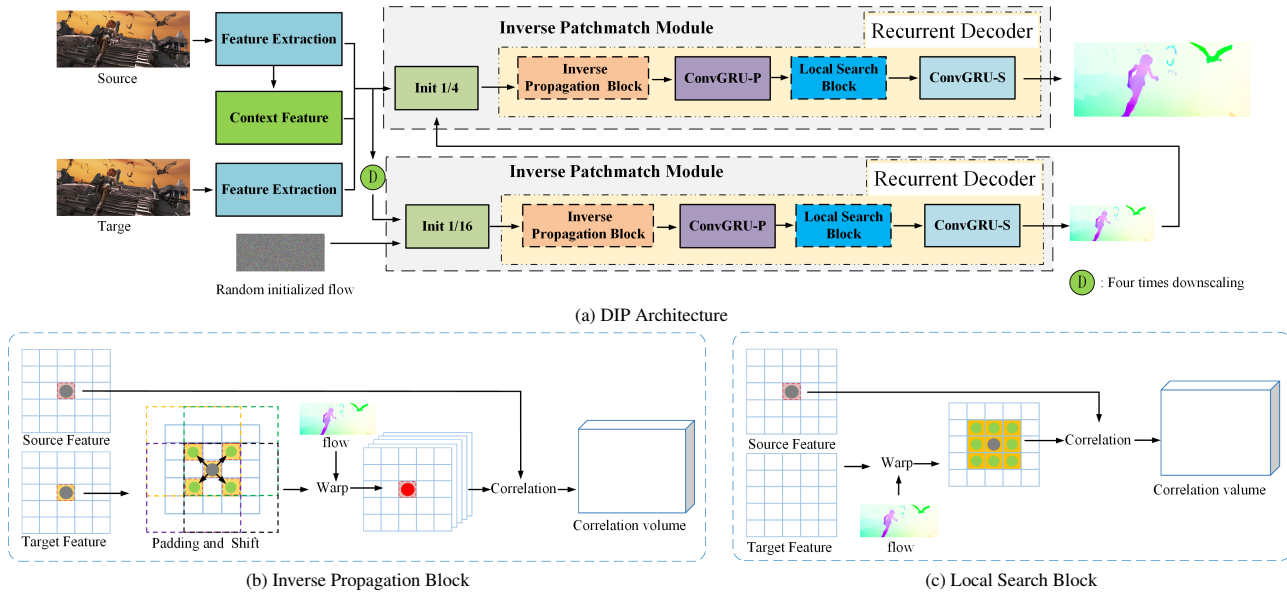 Source
Feature Extraction
Context Feature
Targe
Feature Extraction
Random initialized flow
D
Inverse Patchmatch Module
Recurrent Decoder
Init 1/4
Inverse
Propagation Block
ConvGRU-P
Local Search
Block
ConvGRU-S
Inverse Patchmatch Module
Recurrent Decoder
Init 1/16
Inverse
Propagation Block
ConvGRU-P
Local Search
Block
ConvGRU-S
D : Four times downscaling
(a) DIP Architecture
Source Feature
Target Feature
Padding and Shift
flow
Warp
Correlation
Correlation volume
(b) Inverse Propagation Block
Source Feature
Target Feature
Warp
flow
Correlation
Correlation valume
(c) Local Search Block